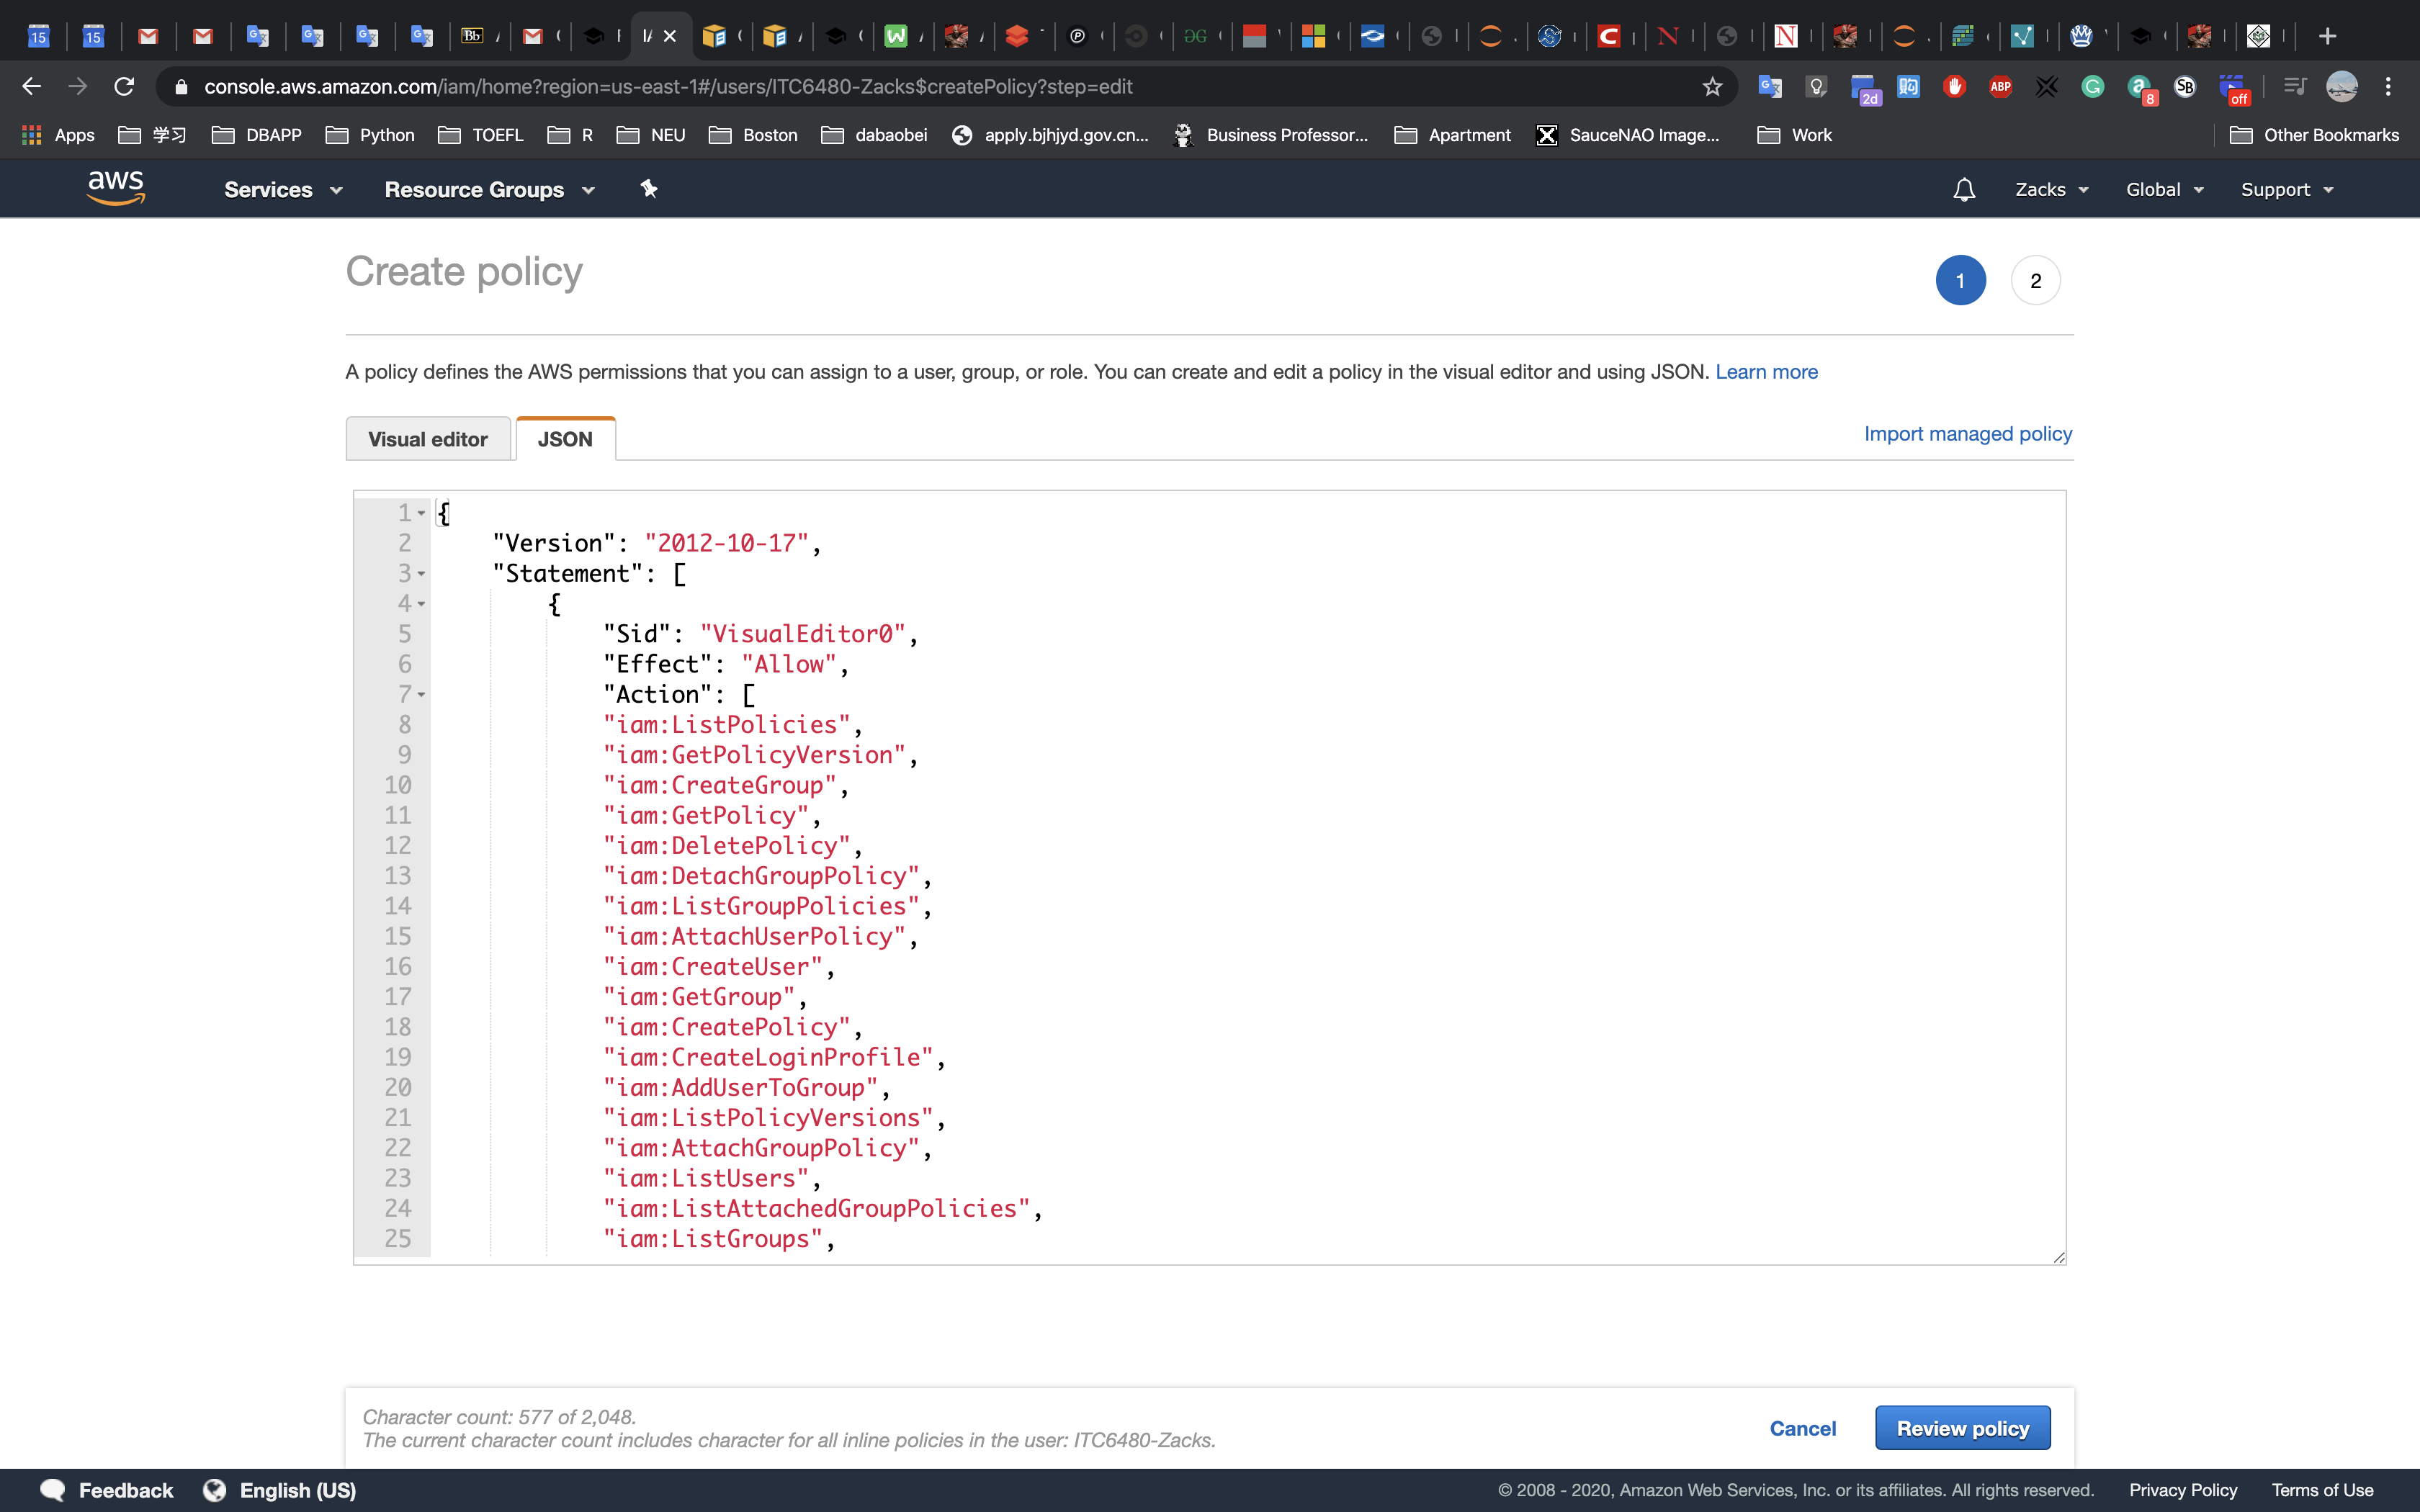 15
15
Bb
console.aws.amazon.com/iam/home?region=us-east-1#/users/ITC6480-Zacks$createPolicy?step=edit
2d
ABP
8
SB
off
Apps
学习
DBAPP
Python
TOEFL
R
NEU
Boston
dabaobei
apply.bjhjyd.gov.cn...
Business Professor...
Apartment
SauceNAO Image...
Work
Other Bookmarks
aws
Services
Resource Groups
Zacks
Global
Support
Create policy
1
2
A policy defines the AWS permissions that you can assign to a user, group, or role. You can create and edit a policy in the visual editor and using JSON. Learn more
Visual editor
JSON
Import managed policy
1 {
2 "Version": "2012-10-17",
3 "Statement": [
4 {
5 "Sid": "VisualEditor0",
6 "Effect": "Allow",
7 "Action": [
8 "iam:ListPolicies",
9 "iam:GetPolicyVersion",
10 "iam:CreateGroup",
11 "iam:GetPolicy",
12 "iam:DeletePolicy",
13 "iam:DetachGroupPolicy",
14 "iam:ListGroupPolicies",
15 "iam:AttachUserPolicy",
16 "iam:CreateUser",
17 "iam:GetGroup",
18 "iam:CreatePolicy",
19 "iam:CreateLoginProfile",
20 "iam:AddUserToGroup",
21 "iam:ListPolicyVersions",
22 "iam:AttachGroupPolicy",
23 "iam:ListUsers",
24 "iam:ListAttachedGroupPolicies",
25 "iam:ListGroups",
Character count: 577 of 2,048.
The current character count includes character for all inline policies in the user: ITC6480-Zacks.
Cancel
Review policy
Feedback
English (US)
© 2008 - 2020, Amazon Web Services, Inc. or its affiliates. All rights reserved.
Privacy Policy
Terms of Use